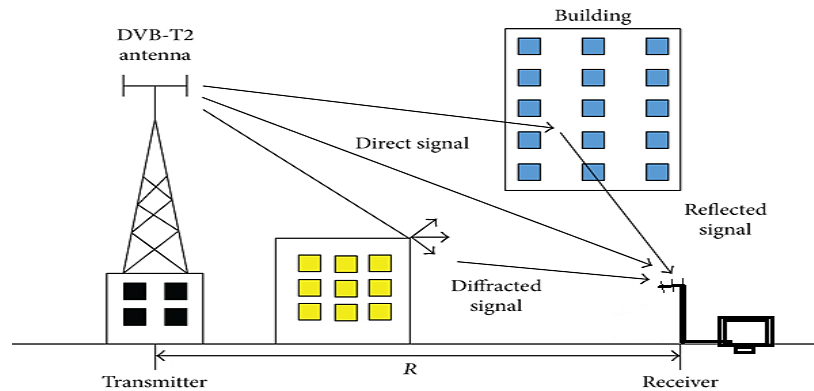 Building
DVB-T2
antenna
Direct signal
Reflected
signal
Diffracted
signal
R
Transmitter
Receiver